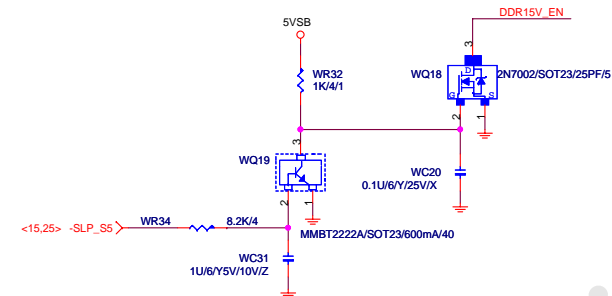 DDR15V_EN
5VSB
3
WR32
1K/4/1
WQ18
D
2N7002/SOT23/25PF/5
G
S
2
1
3
WQ19
WC20
0.1U/6/Y/25V/X
2
1
<15,25> -SLP_S5
WR34
8.2K/4
MMBT2222A/SOT23/600mA/40
WC31
1U/6/Y5V/10V/Z